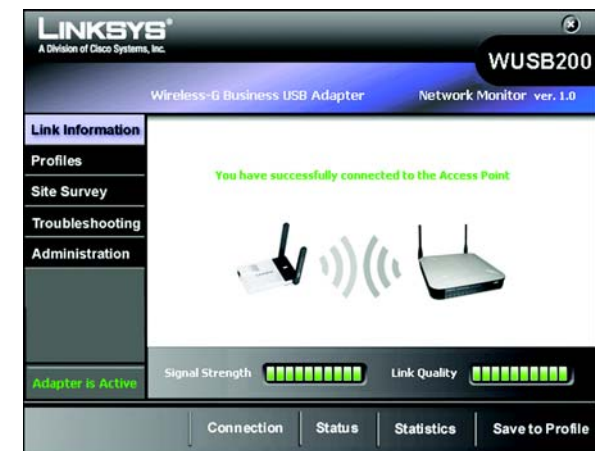 LINKSYS®
A Division of Cisco Systems, Inc.
WUSB200
Wireless-G Business USB Adapter
Network Monitor ver. 1.0
Link Information
Profiles
Site Survey
Troubleshooting
Administration
You have successfully connected to the Access Point
Adapter is Active
Signal Strength
Link Quality
Connection
Status
Statistics
Save to Profile